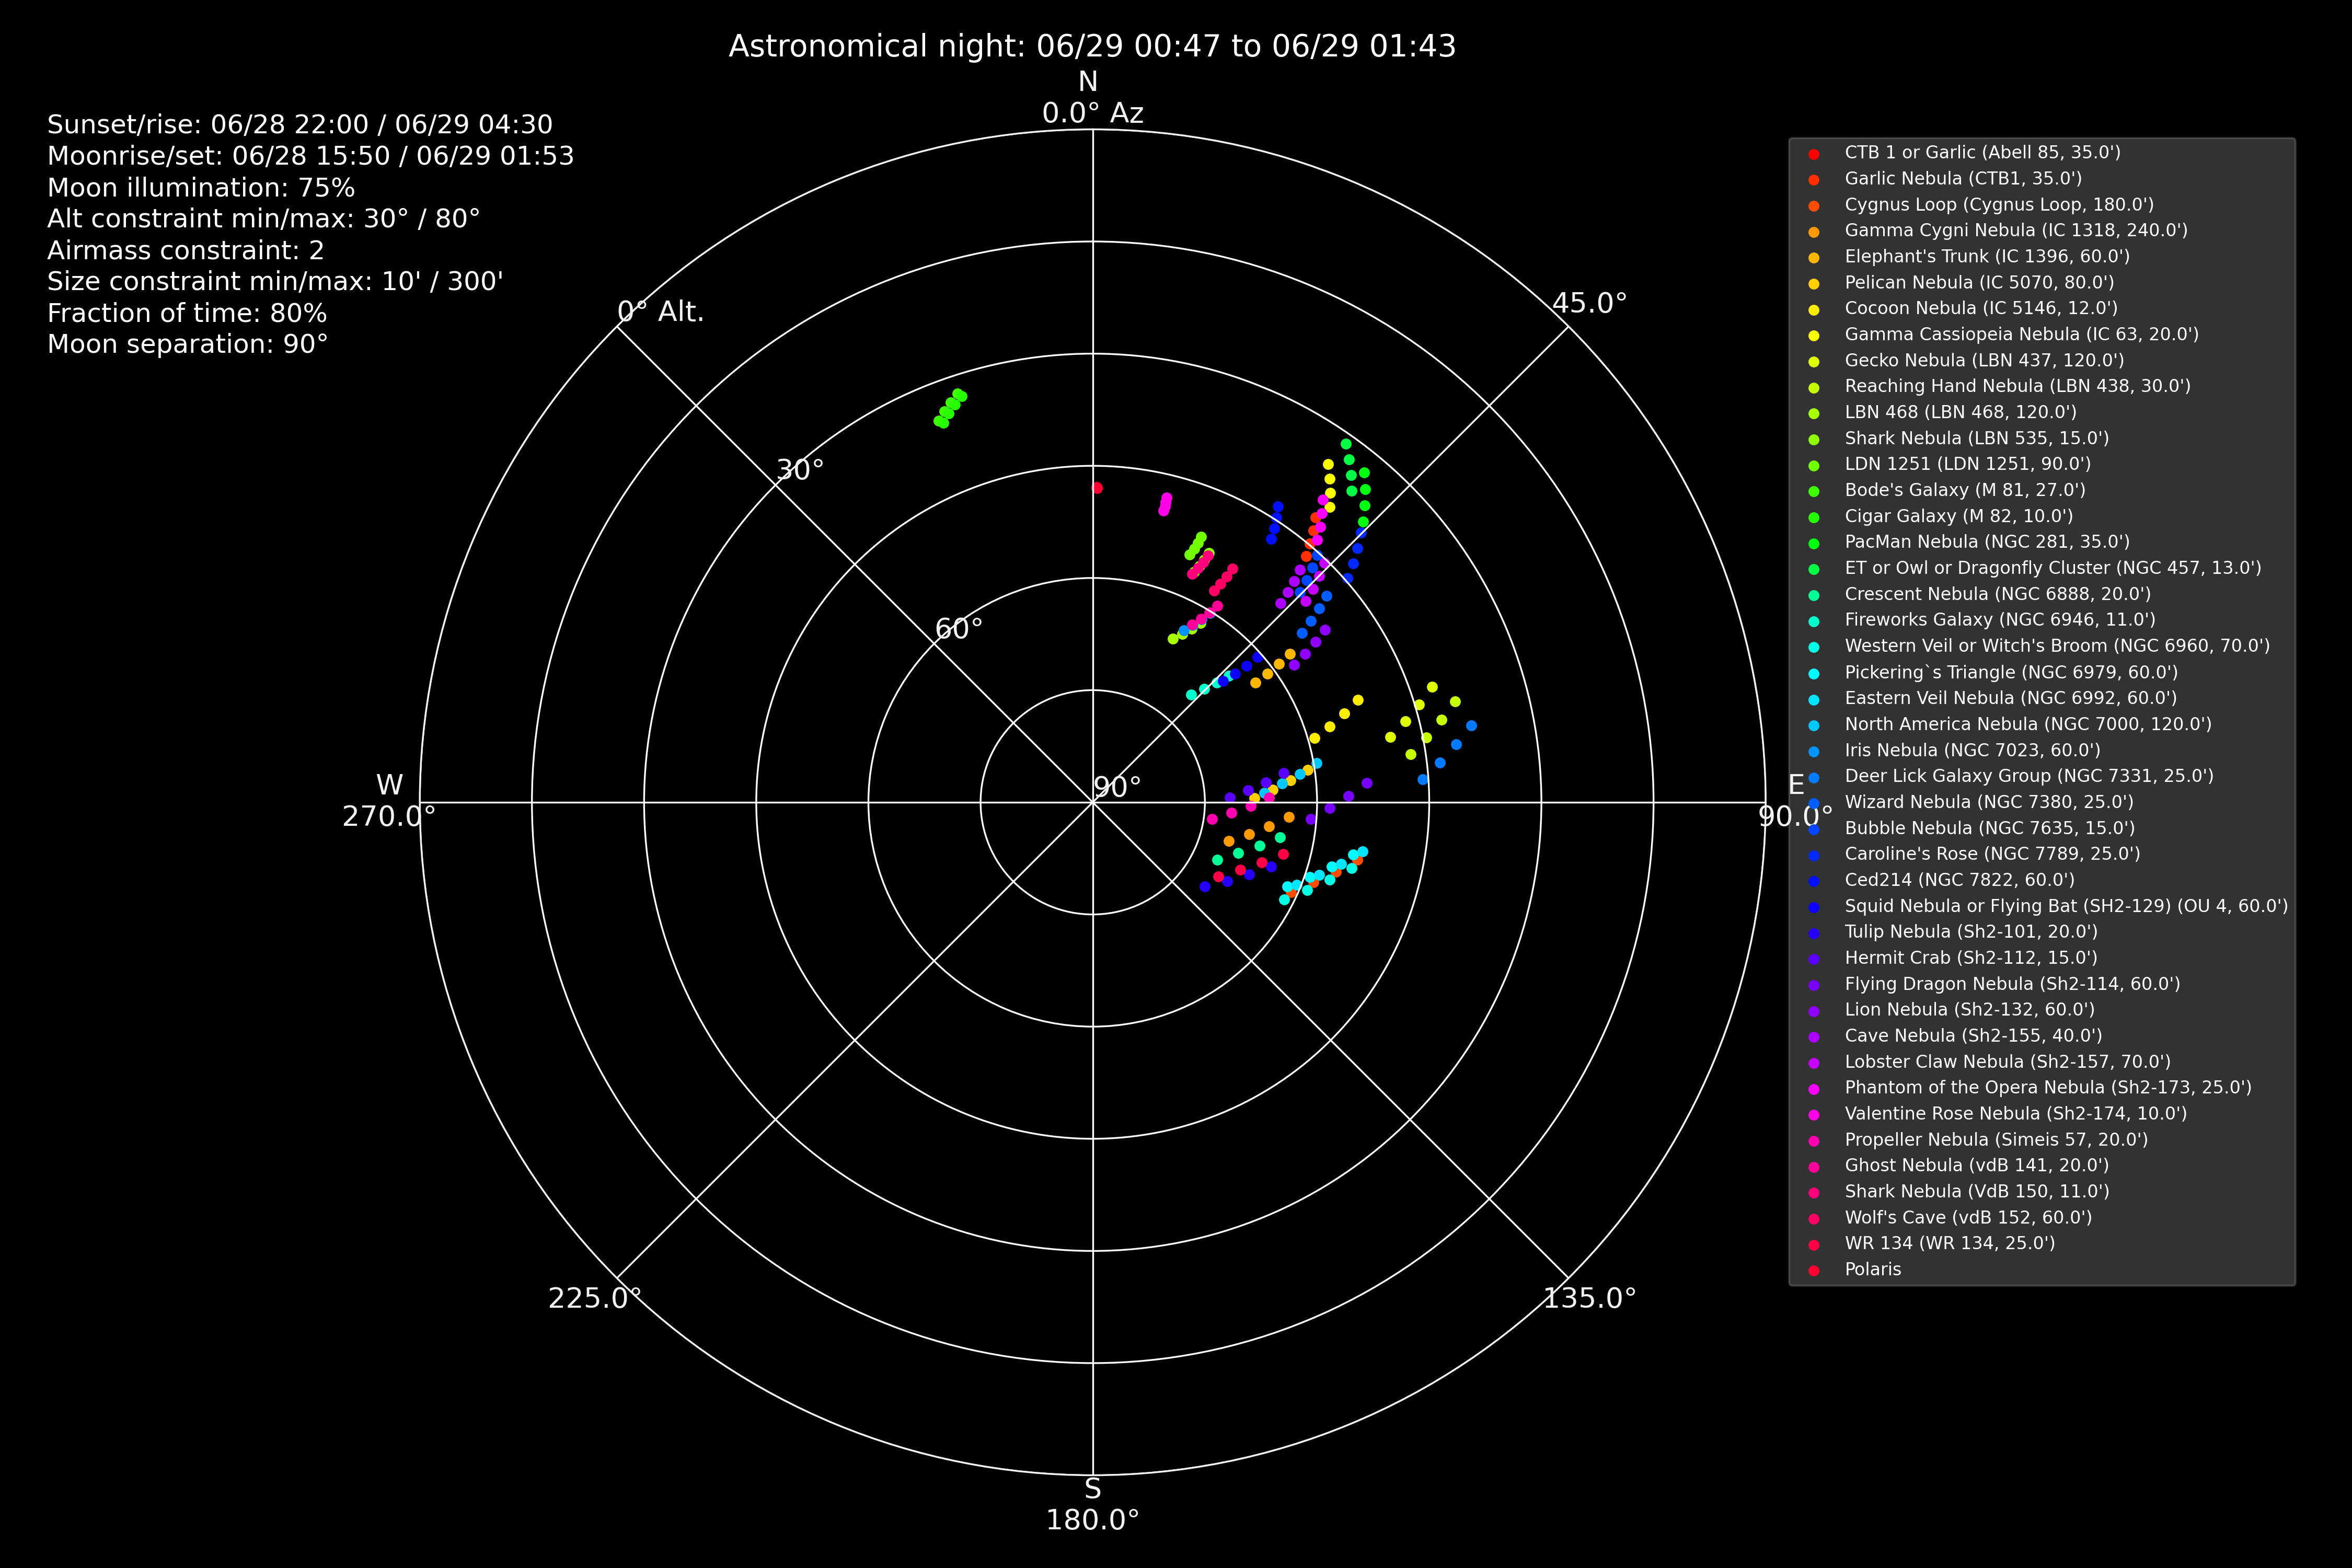 Astronomical night: 06/29 00:47 to 06/29 01:43
N
0.0° Az
Sunset/rise: 06/28 22:00 / 06/29 04:30
Moonrise/set: 06/28 15:50 / 06/29 01:53
Moon illumination: 75%
Alt constraint min/max: 30° / 80°
Airmass constraint: 2
Size constraint min/max: 10' / 300'
Fraction of time: 80%
Moon separation: 90°
0° Alt.
45.0°
30°
60°
90°
W
270.0°
E
90.0°
225.0°
135.0°
S
180.0°
CTB 1 or Garlic (Abell 85, 35.0')
Garlic Nebula (CTB1, 35.0')
Cygnus Loop (Cygnus Loop, 180.0')
Gamma Cygni Nebula (IC 1318, 240.0')
Elephant's Trunk (IC 1396, 60.0')
Pelican Nebula (IC 5070, 80.0')
Cocoon Nebula (IC 5146, 12.0')
Gamma Cassiopeia Nebula (IC 63, 20.0')
Gecko Nebula (LBN 437, 120.0')
Reaching Hand Nebula (LBN 438, 30.0')
LBN 468 (LBN 468, 120.0')
Shark Nebula (LBN 535, 15.0')
LDN 1251 (LDN 1251, 90.0')
Bode's Galaxy (M 81, 27.0')
Cigar Galaxy (M 82, 10.0')
PacMan Nebula (NGC 281, 35.0')
ET or Owl or Dragonfly Cluster (NGC 457, 13.0')
Crescent Nebula (NGC 6888, 20.0')
Fireworks Galaxy (NGC 6946, 11.0')
Western Veil or Witch's Broom (NGC 6960, 70.0')
Pickering`s Triangle (NGC 6979, 60.0')
Eastern Veil Nebula (NGC 6992, 60.0')
North America Nebula (NGC 7000, 120.0')
Iris Nebula (NGC 7023, 60.0')
Deer Lick Galaxy Group (NGC 7331, 25.0')
Wizard Nebula (NGC 7380, 25.0')
Bubble Nebula (NGC 7635, 15.0')
Caroline's Rose (NGC 7789, 25.0')
Ced214 (NGC 7822, 60.0')
Squid Nebula or Flying Bat (SH2-129) (OU 4, 60.0')
Tulip Nebula (Sh2-101, 20.0')
Hermit Crab (Sh2-112, 15.0')
Flying Dragon Nebula (Sh2-114, 60.0')
Lion Nebula (Sh2-132, 60.0')
Cave Nebula (Sh2-155, 40.0')
Lobster Claw Nebula (Sh2-157, 70.0')
Phantom of the Opera Nebula (Sh2-173, 25.0')
Valentine Rose Nebula (Sh2-174, 10.0')
Propeller Nebula (Simeis 57, 20.0')
Ghost Nebula (vdB 141, 20.0')
Shark Nebula (VdB 150, 11.0')
Wolf's Cave (vdB 152, 60.0')
WR 134 (WR 134, 25.0')
Polaris